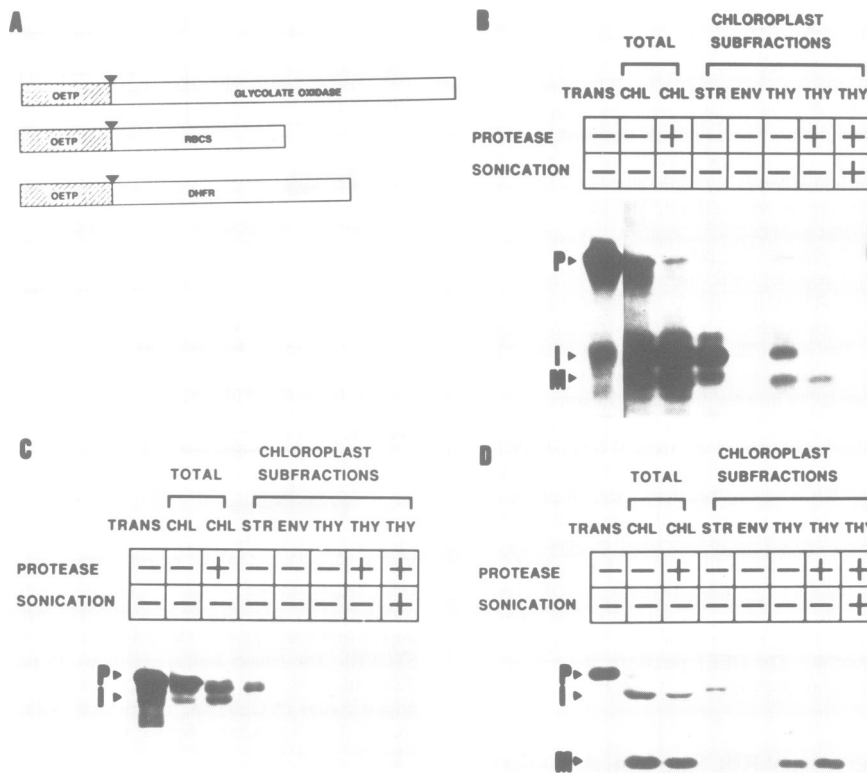 A
OETP GLYCOLATE OXIDASE
OETP RBCS
OETP DHFR
B
CHLOROPLAST
TOTAL SUBFRACTIONS
TRANS CHL CHL STR ENV THY THY THY
PROTEASE − − + − − − + +
SONICATION − − − − − − − +
P
I
M
C
CHLOROPLAST
TOTAL SUBFRACTIONS
TRANS CHL CHL STR ENV THY THY THY
PROTEASE − − + − − − + +
SONICATION − − − − − − − +
P
I
D
CHLOROPLAST
TOTAL SUBFRACTIONS
TRANS CHL CHL STR ENV THY THY THY
PROTEASE − − + − − − + +
SONICATION − − − − − − − +
P
I
M